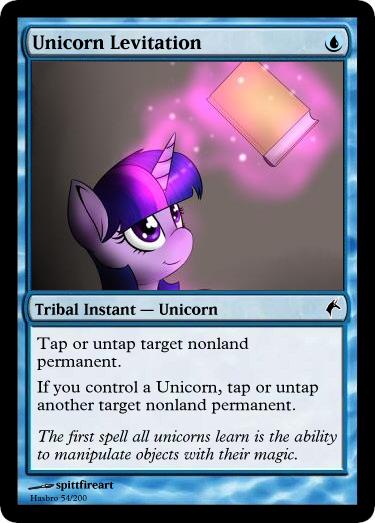 Unicorn Levitation
Tribal Instant — Unicorn
Tap or untap target nonland
permanent.
If you control a Unicorn, tap or untap
another target nonland permanent.
The first spell all unicorns learn is the ability
to manipulate objects with their magic.
spittfireart
Hasbro 54/200